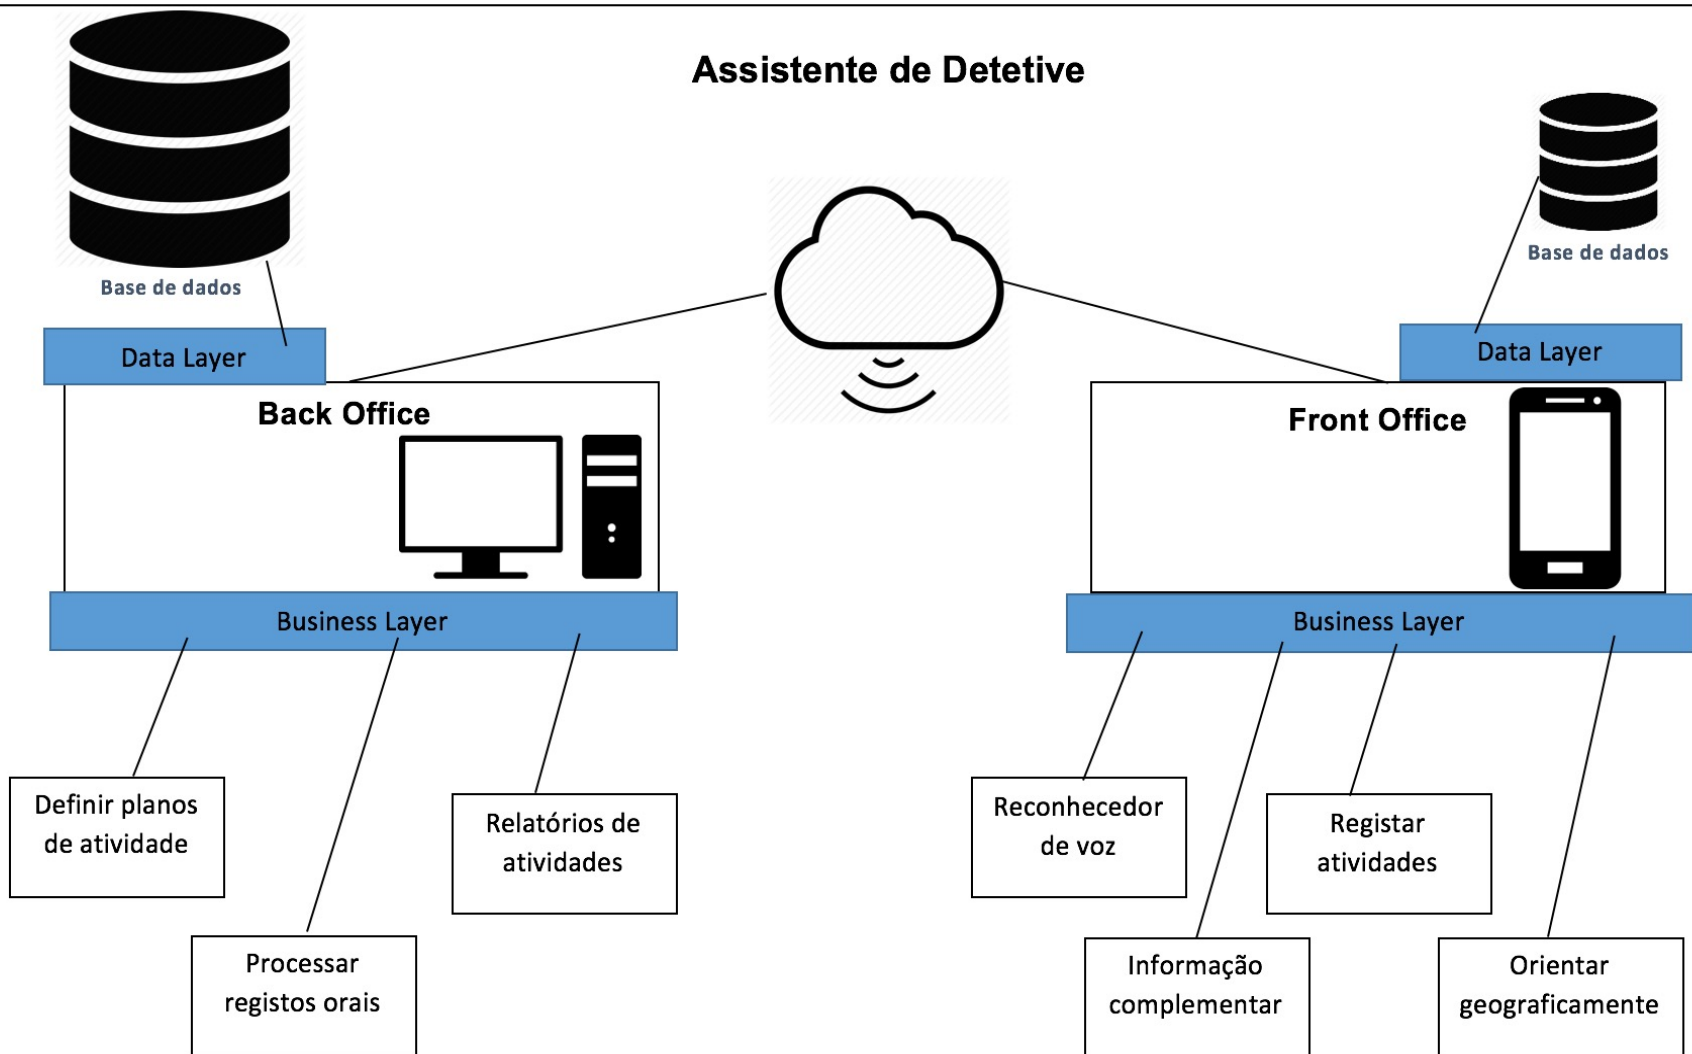 Assistente de Detetive
Base de dados
Base de dados
Data Layer
Data Layer
Back Office
Front Office
Business Layer
Business Layer
Definir planos
de atividade
Relatórios de
atividades
Processar
registos orais
Reconhecedor
de voz
Registar
atividades
Informação
complementar
Orientar
geograficamente